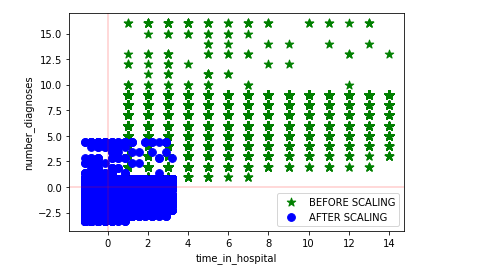 15.0
12.5
10.0
7.5
5.0
2.5
0.0
−2.5
number_diagnoses
BEFORE SCALING
AFTER SCALING
0 2 4 6 8 10 12 14
time_in_hospital